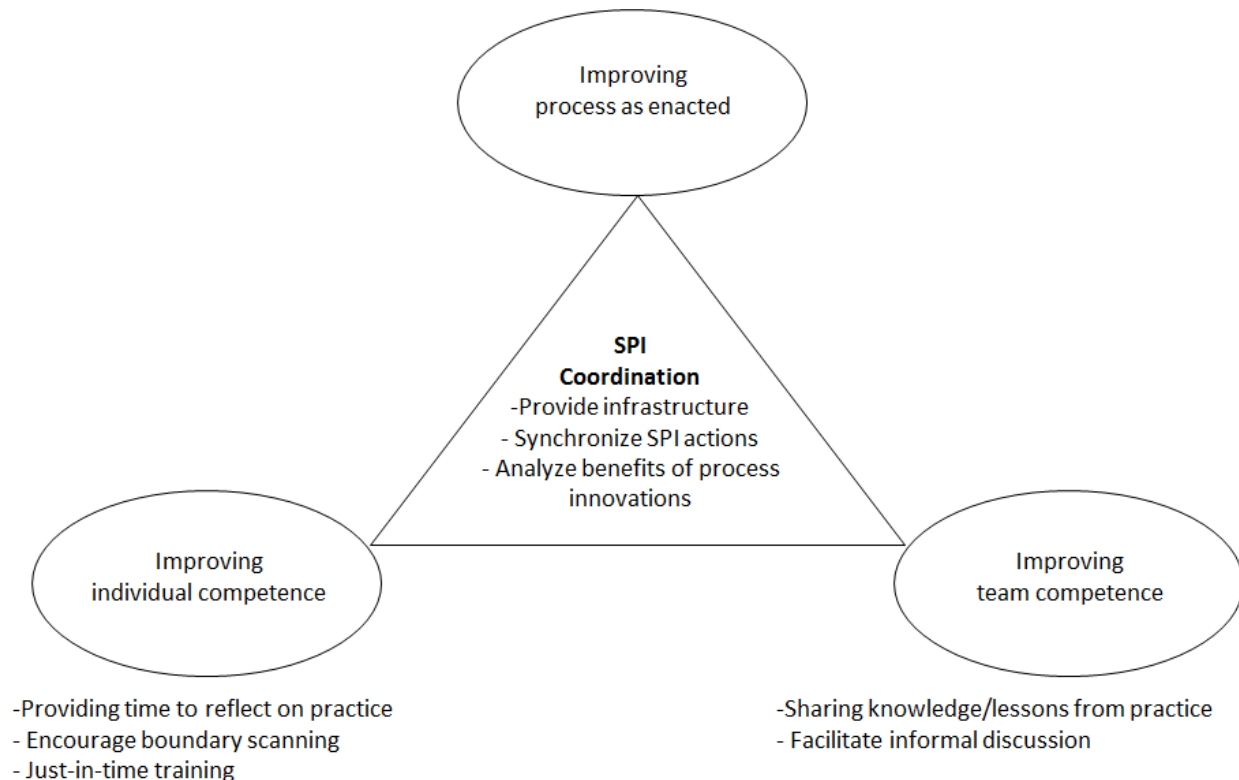 Improving
process as enacted
SPI
Coordination
-Provide infrastructure
- Synchronize SPI actions
- Analyze benefits of process
innovations
Improving
individual competence
Improving
team competence
-Providing time to reflect on practice
- Encourage boundary scanning
- Just-in-time training
-Sharing knowledge/lessons from practice
- Facilitate informal discussion